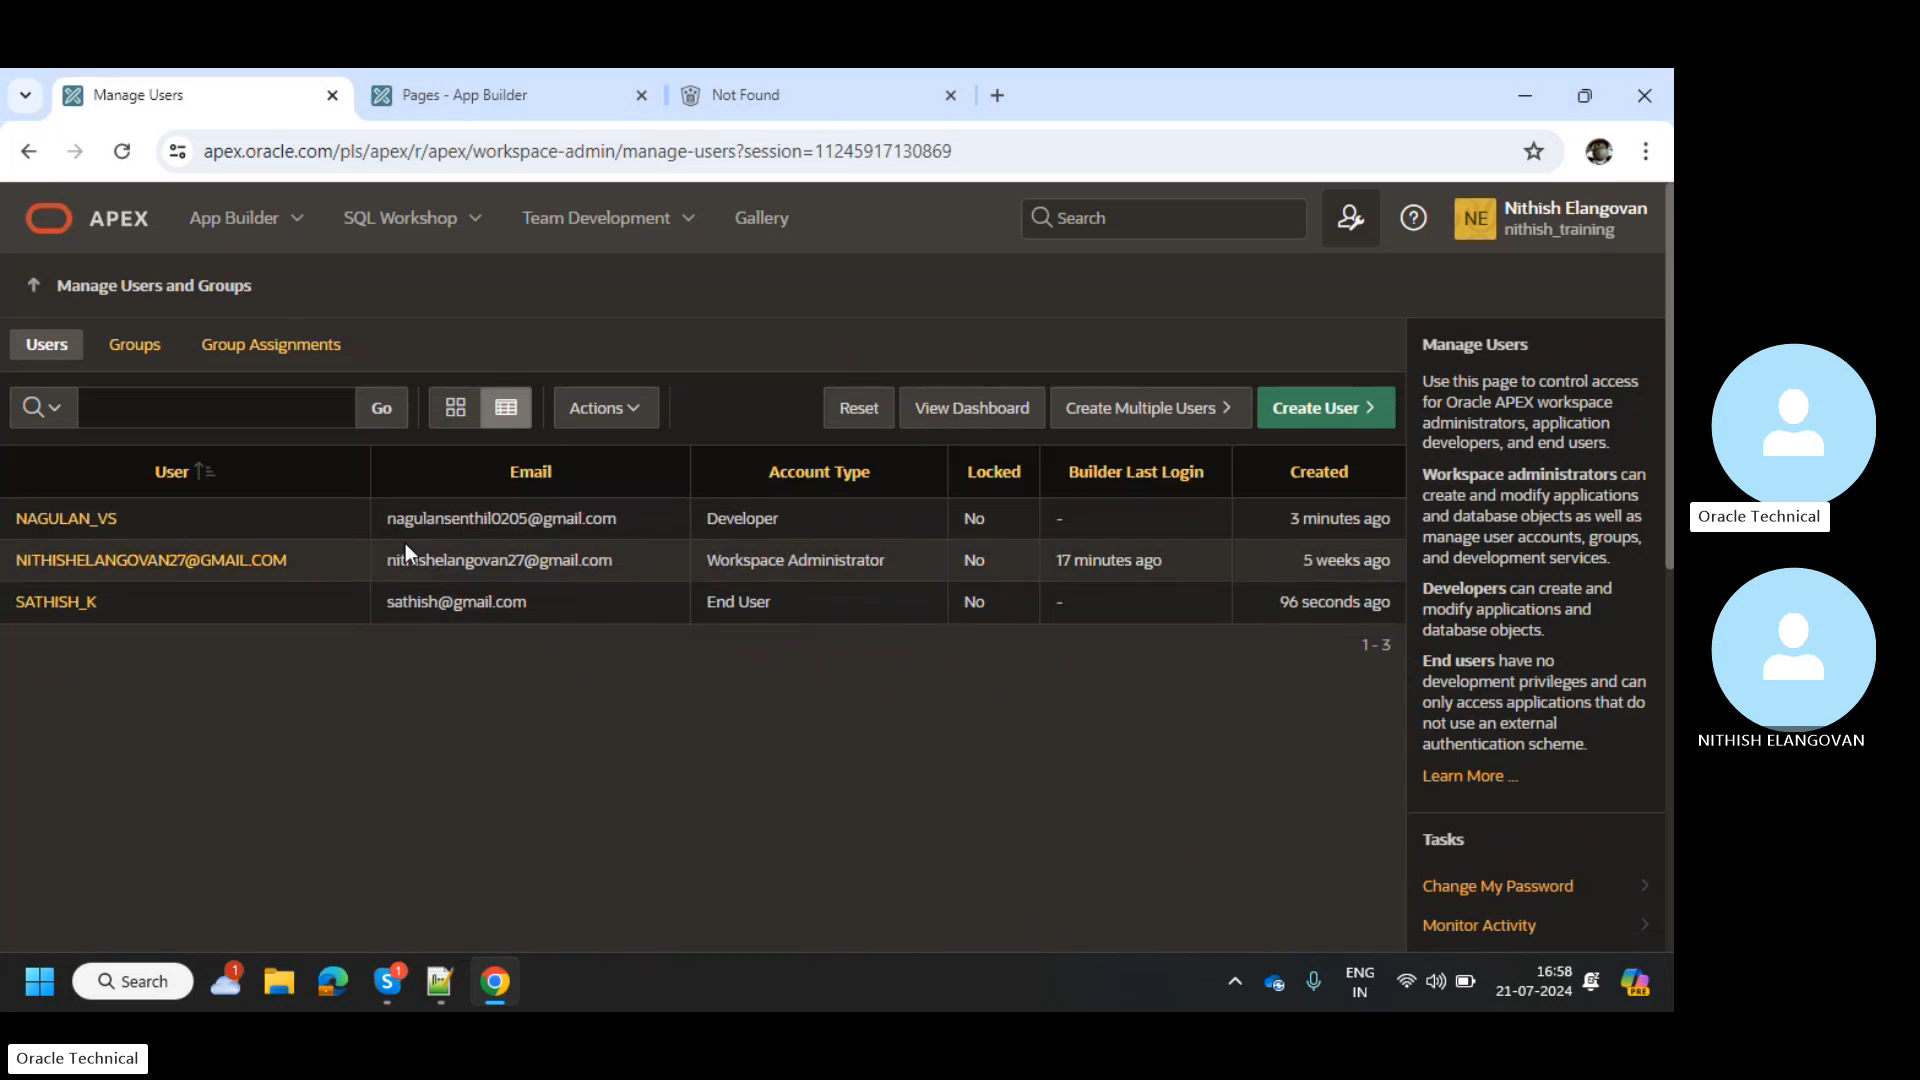 Manage Users
Pages - App Builder
Not Found
apex.oracle.com/pls/apex/r/apex/workspace-admin/manage-users?session=11245917130869
APEX
App Builder
SQL Workshop
Team Development
Gallery
Search
NE
Nithish Elangovan
nithish_training
Manage Users and Groups
Users
Groups
Group Assignments
Go
Actions
Reset
View Dashboard
Create Multiple Users
Create User
User Email Account Type Locked Builder Last Login Created
NAGULAN_VS nagulansenthil0205@gmail.com Developer No - 3 minutes ago
NITHISHELANGOVAN27@GMAIL.COM nithishelangovan27@gmail.com Workspace Administrator No 17 minutes ago 5 weeks ago
SATHISH_K sathish@gmail.com End User No - 96 seconds ago
1 - 3
Manage Users
Use this page to control access
for Oracle APEX workspace
administrators, application
developers, and end users.
Workspace administrators can
create and modify applications
and database objects as well as
manage user accounts, groups,
and development services.
Developers can create and
modify applications and
database objects.
End users have no
development privileges and can
only access applications that do
not use an external
authentication scheme.
Learn More ...
Tasks
Change My Password
Monitor Activity
Oracle Technical
NITHISH ELANGOVAN
Search
1
S
1
ENG
IN
16:58
21-07-2024
PRE
Oracle Technical